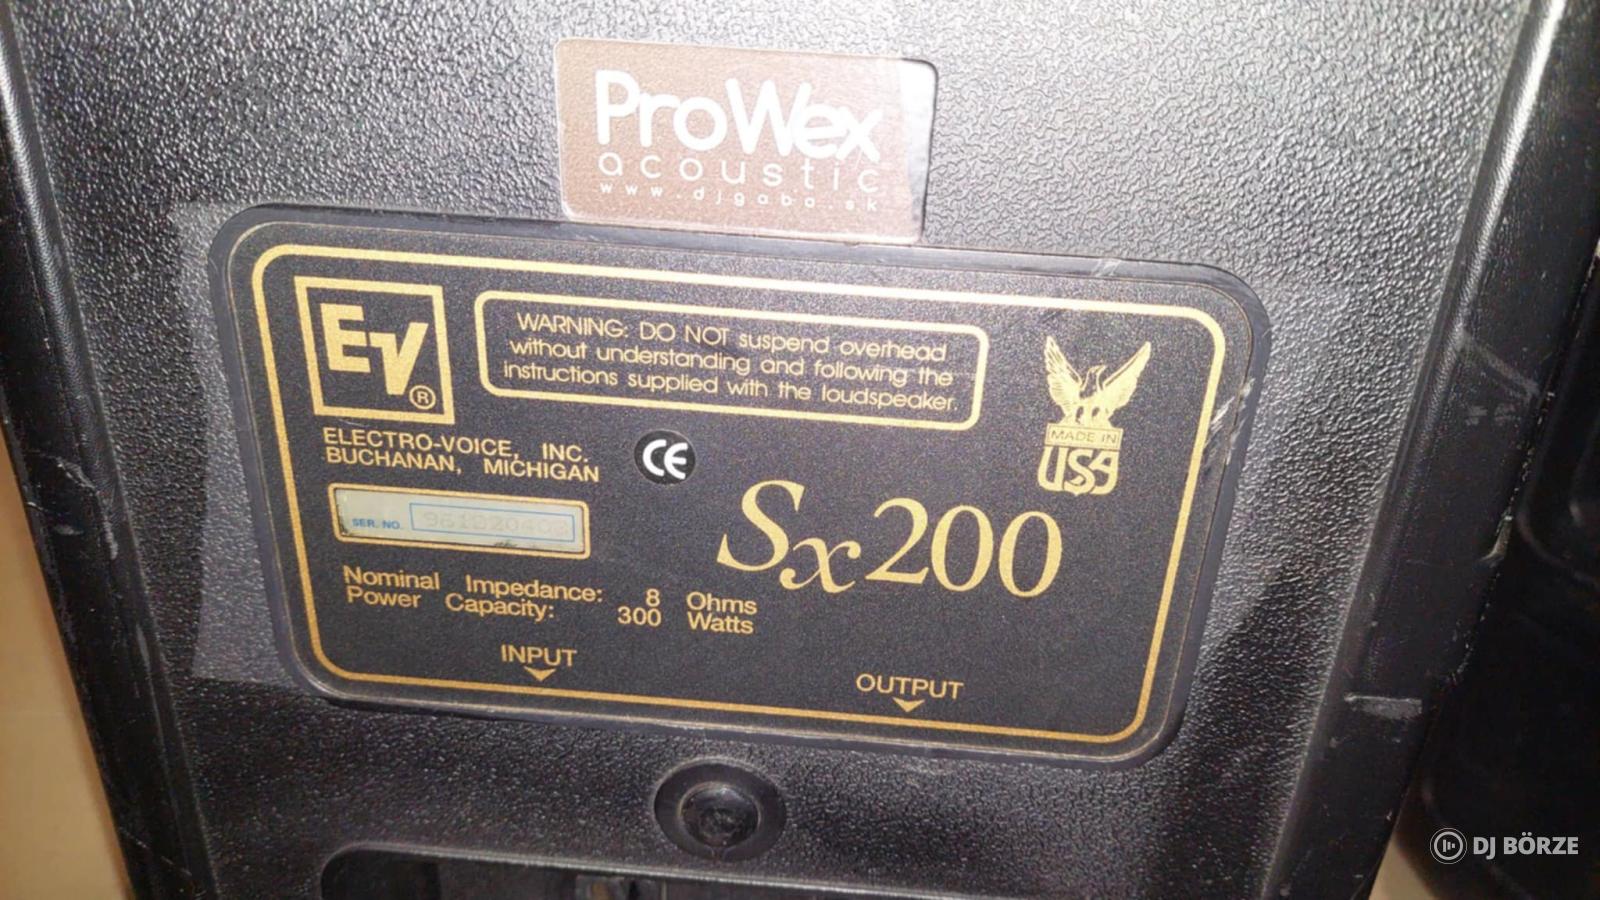 ProWex
acoustic
www.djgabo.sk
EV®
WARNING: DO NOT suspend overhead
without understanding and following the
instructions supplied with the loudspeaker.
MADE IN
USA
ELECTRO-VOICE, INC.
BUCHANAN, MICHIGAN
CE
SER. NO.
Sx200
Nominal Impedance: 8 Ohms
Power Capacity: 300 Watts
INPUT
OUTPUT
DJ BÖRZE